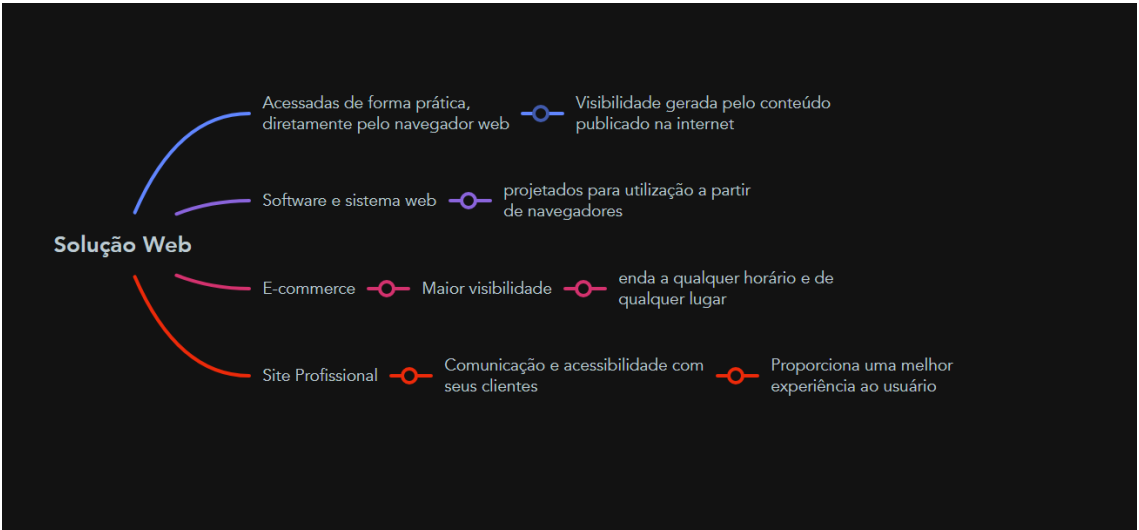 Acessadas de forma prática,
diretamente pelo navegador web
Visibilidade gerada pelo conteúdo
publicado na internet
Software e sistema web
projetados para utilização a partir
de navegadores
Solução Web
E-commerce
Maior visibilidade
enda a qualquer horário e de
qualquer lugar
Site Profissional
Comunicação e acessibilidade com
seus clientes
Proporciona uma melhor
experiência ao usuário